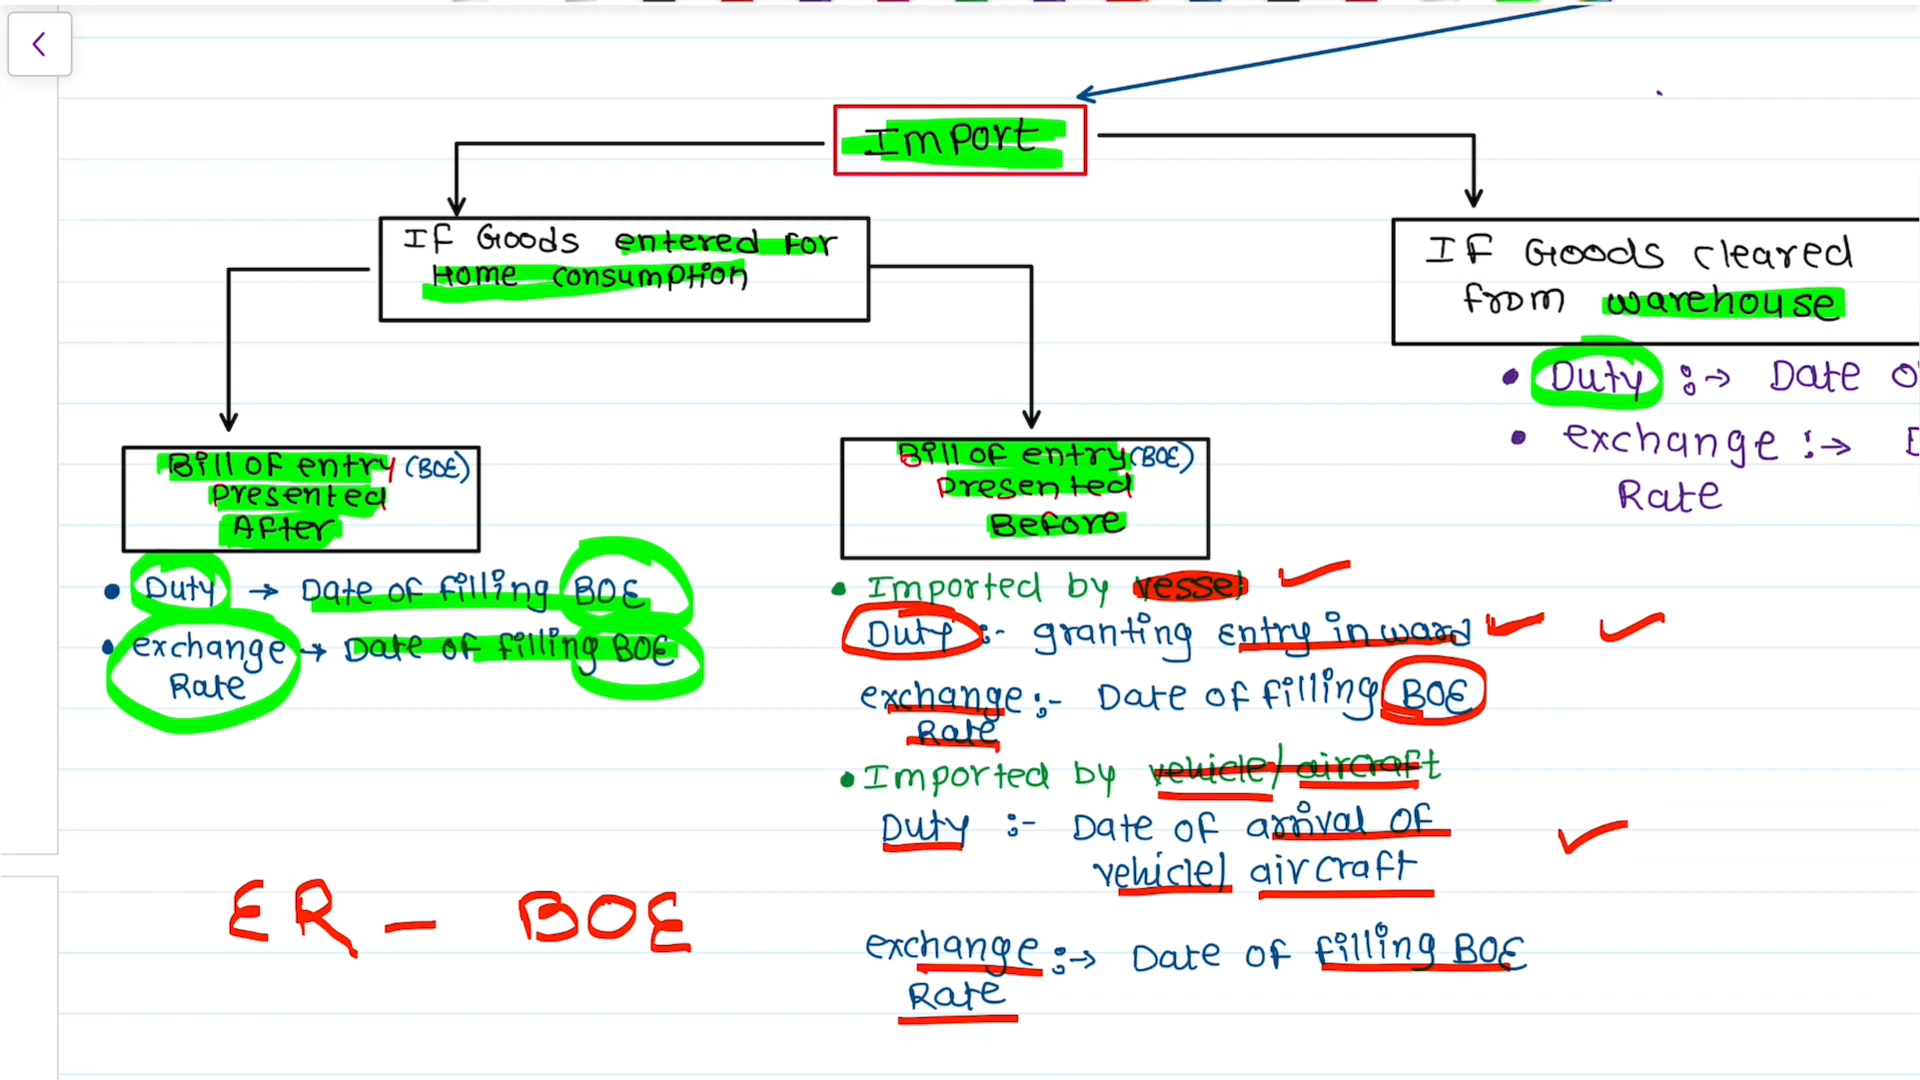 Import
IF Goods entered For
Home consumption
IF Goods cleared
from warehouse
• Duty :→ Date o
• exchange :→
Rate
Bill of entry (BOE)
Presented
After
• Duty → Date of filling BOE
• exchange → Date of filling BOE
Rate
Bill of entry (BOE)
Presented
Before
• Imported by vessel
Duty :- granting entry inward
exchange :- Date of filling BOE
Rate
• Imported by vehicle/ aircraft
Duty :- Date of arrival of
vehicle/ aircraft
exchange :→ Date of filling BOE
Rate
ER - BOE